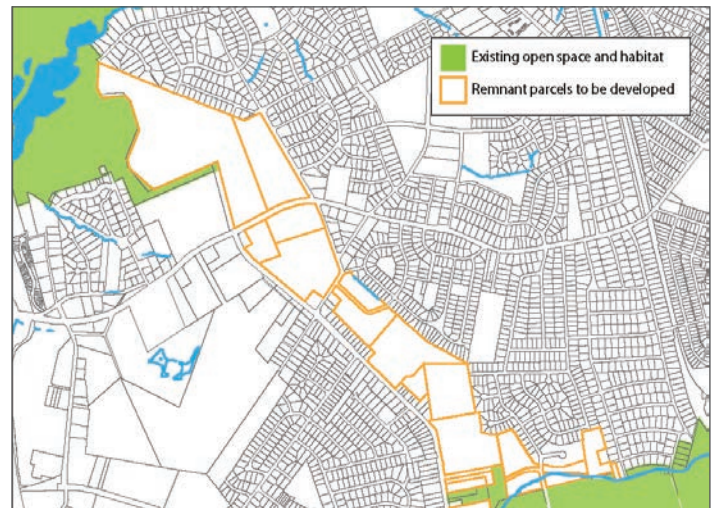 Existing open space and habitat
Remnant parcels to be developed